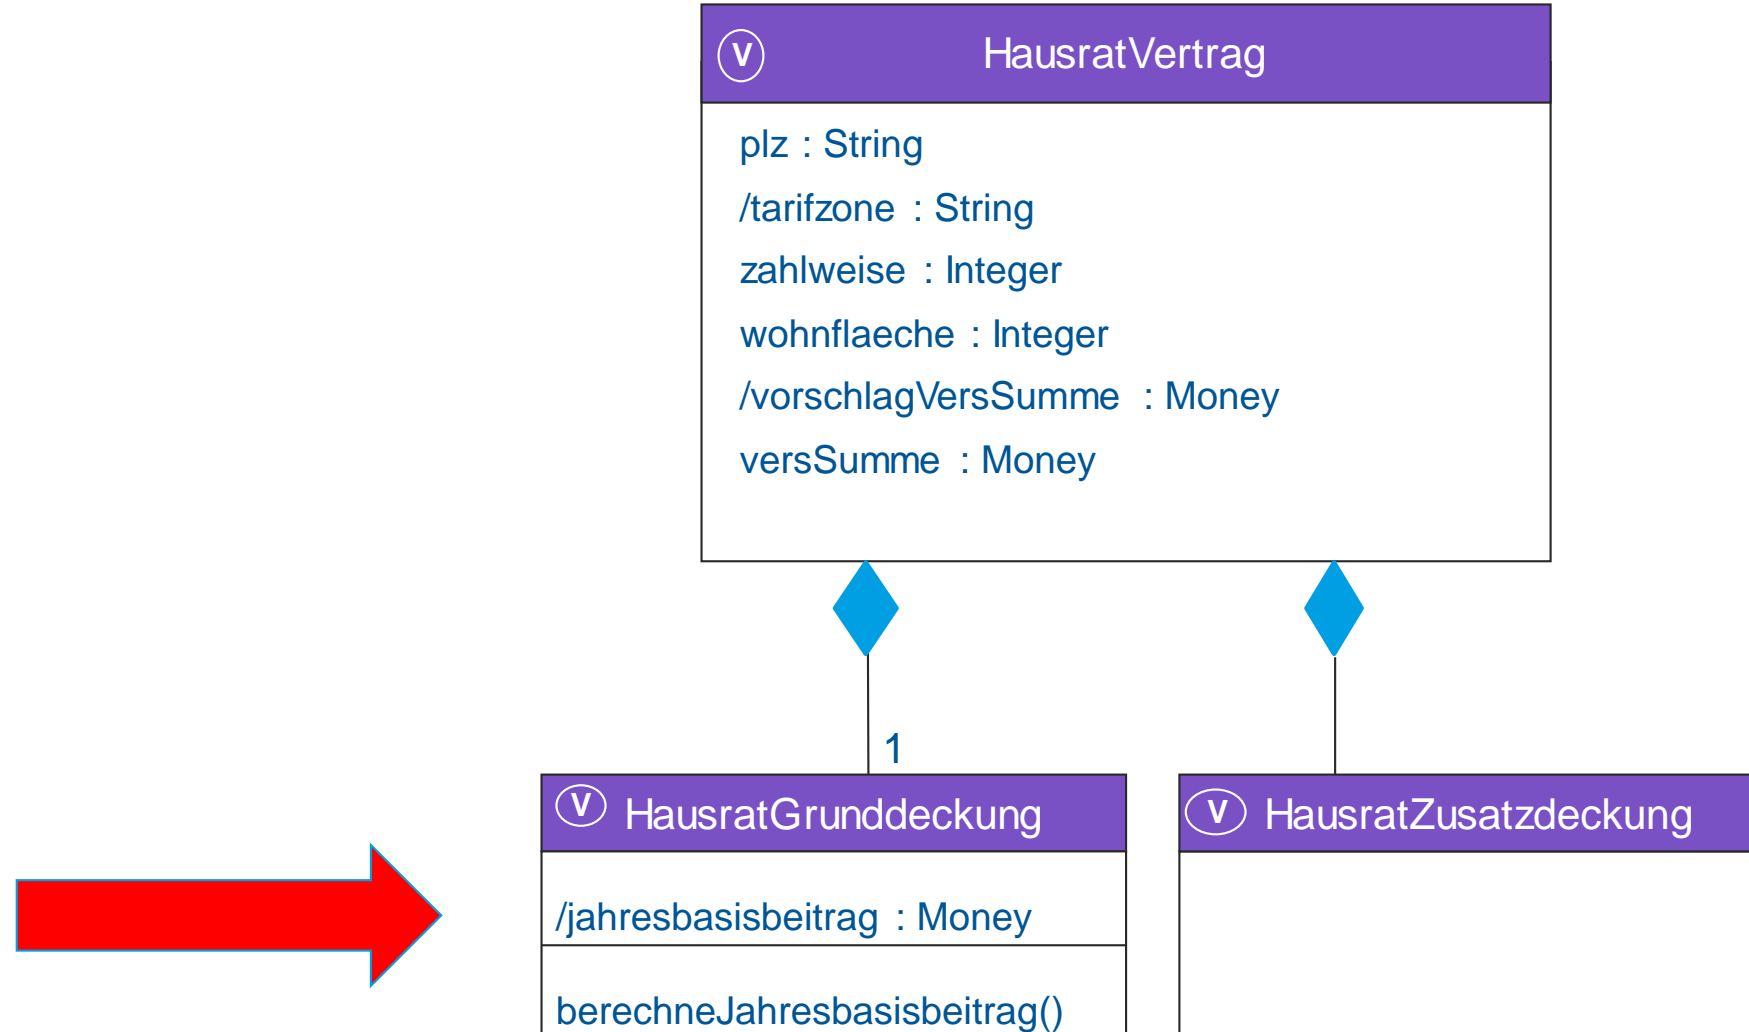 V HausratVertrag
plz : String
/tarifzone : String
zahlweise : Integer
wohnflaeche : Integer
/vorschlagVersSumme : Money
versSumme : Money
1
V HausratGrunddeckung
/jahresbasisbeitrag : Money
berechneJahresbasisbeitrag()
V HausratZusatzdeckung